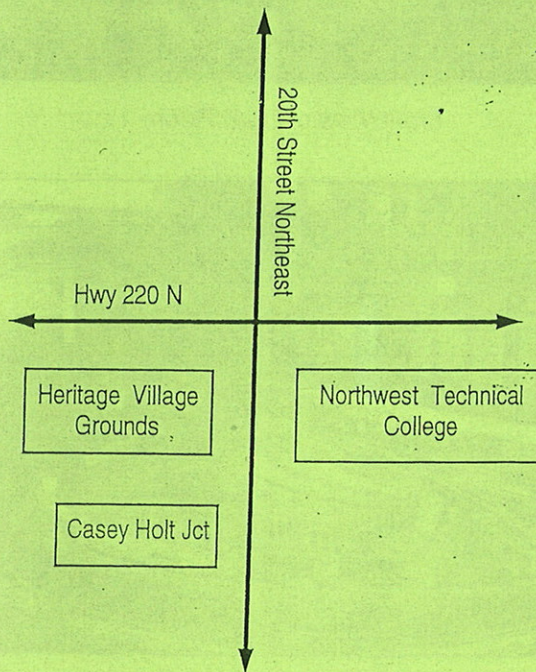 20th Street Northeast
Hwy 220 N
Heritage Village
Grounds
Northwest Technical
College
Casey Holt Jct